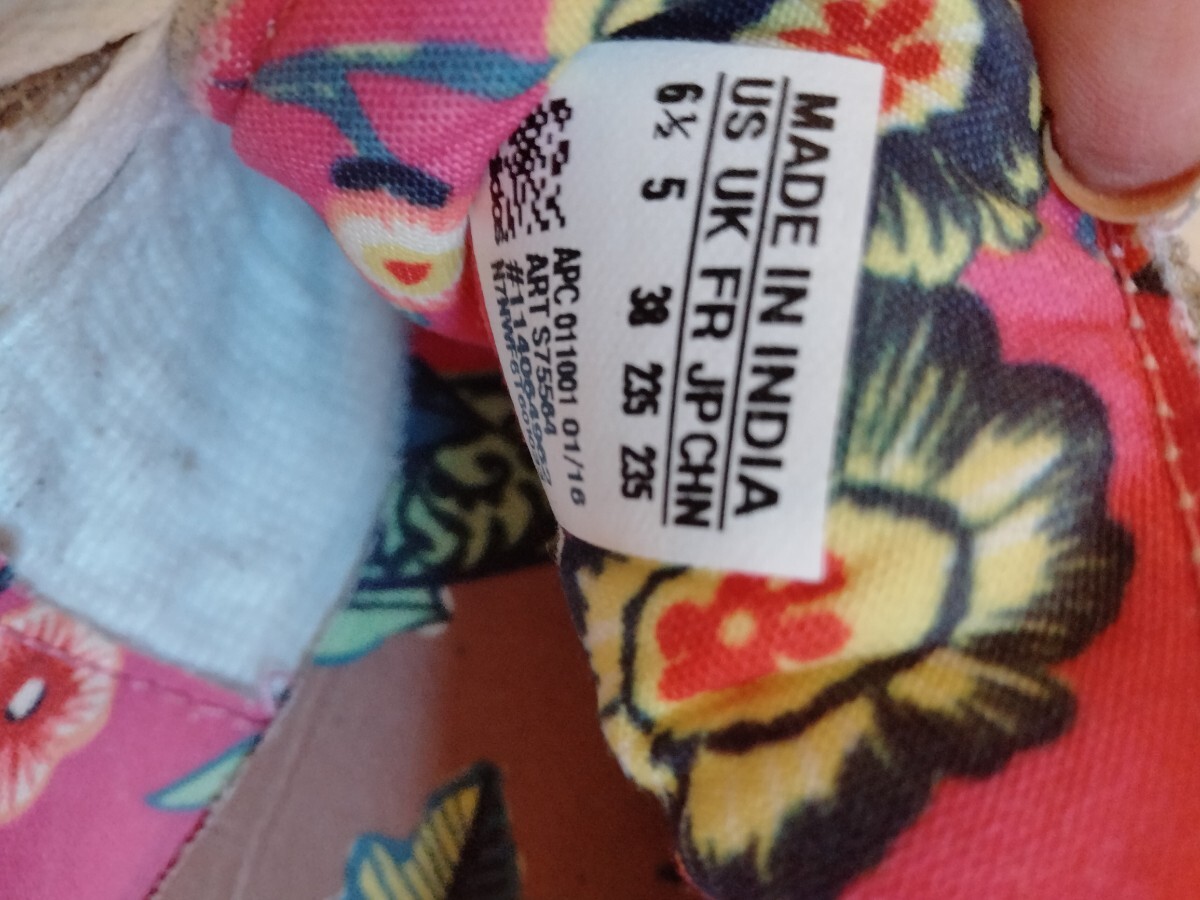 MADE IN INDIA
US UK FR JP CHN
6½ 5 38 235 235
APC 011001 01/16
ART S75564